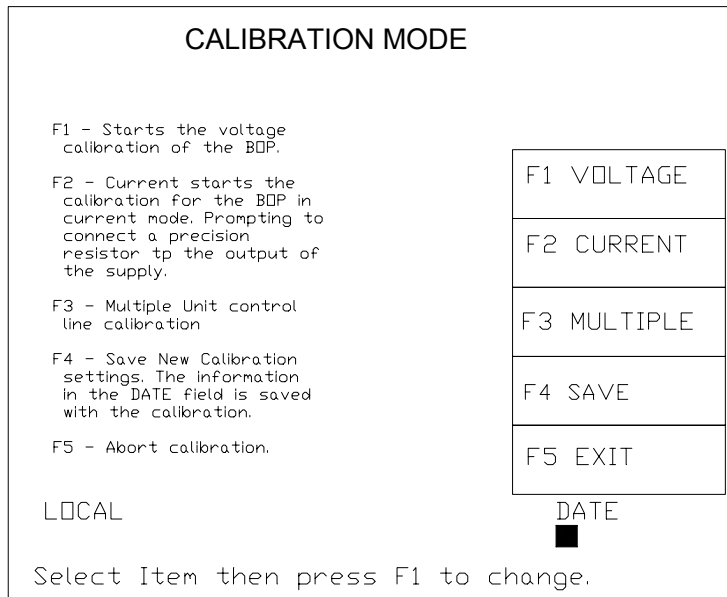 CALIBRATION MODE
F1 - Starts the voltage
calibration of the BOP.
F2 - Current starts the
calibration for the BOP in
current mode. Prompting to
connect a precision
resistor tp the output of
the supply.
F3 - Multiple Unit control
line calibration
F4 - Save New Calibration
settings. The information
in the DATE field is saved
with the calibration.
F5 - Abort calibration.
F1 VOLTAGE
F2 CURRENT
F3 MULTIPLE
F4 SAVE
F5 EXIT
LOCAL
DATE
Select Item then press F1 to change.